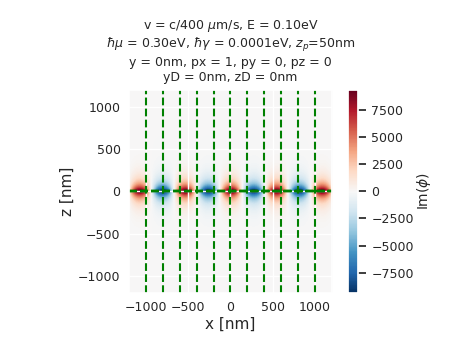 v = c/400 μm/s, E = 0.10eV
ħμ = 0.30eV, ħγ = 0.0001eV, z_p=50nm
y = 0nm, px = 1, py = 0, pz = 0
yD = 0nm, zD = 0nm
1000
500
0
−500
−1000
z [nm]
−1000 −500 0 500 1000
x [nm]
7500
5000
2500
0
−2500
−5000
−7500
Im(ϕ)